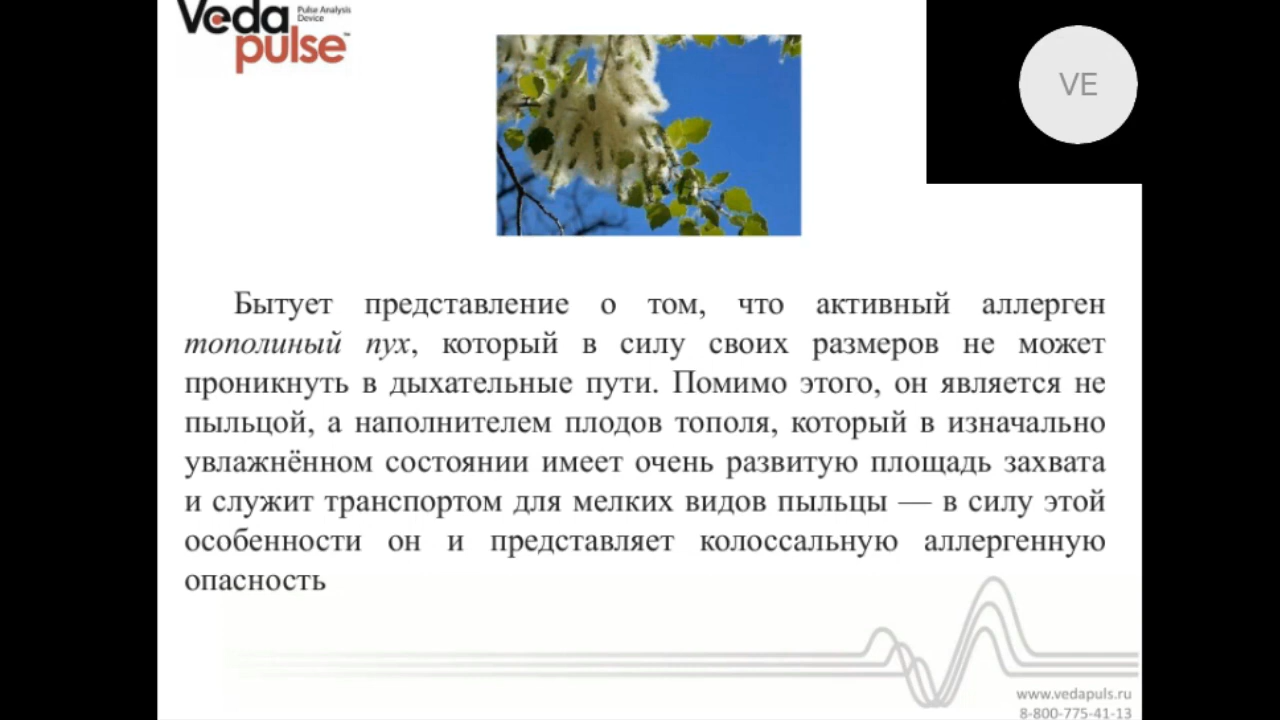 Veda
Pulse Analysis
Device
pulse™
VE
Бытует представление о том, что активный аллерген
тополиный пух, который в силу своих размеров не может
проникнуть в дыхательные пути. Помимо этого, он является не
пыльцой, а наполнителем плодов тополя, который в изначально
увлажнённом состоянии имеет очень развитую площадь захвата
и служит транспортом для мелких видов пыльцы — в силу этой
особенности он и представляет колоссальную аллергенную
опасность
www.vedapuls.ru
8-800-775-41-13